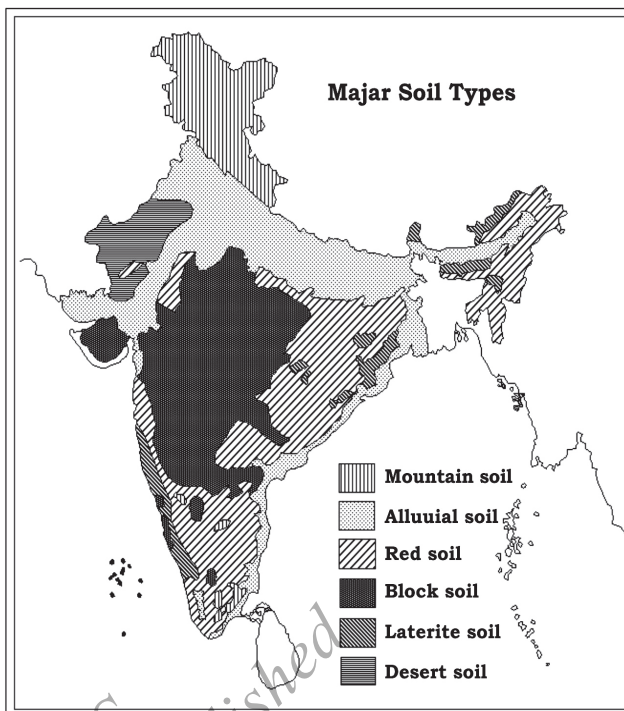 Majar Soil Types
Mountain soil
Alluuial soil
Red soil
Block soil
Laterite soil
Desert soil